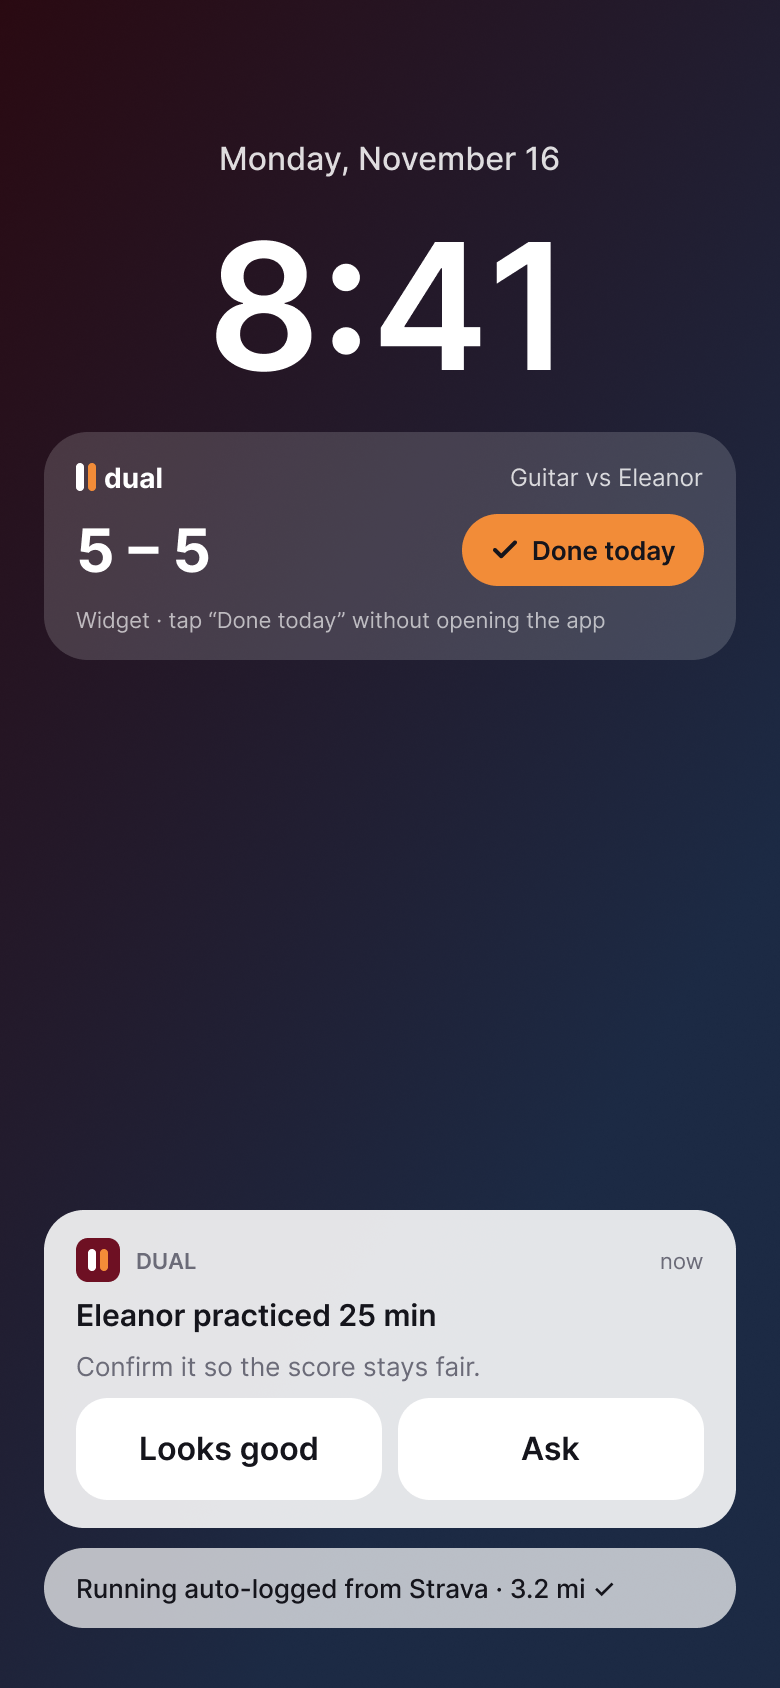 Monday, November 16
8:41
dual
Guitar vs Eleanor
5 – 5
✓ Done today
Widget · tap “Done today” without opening the app
DUAL
now
Eleanor practiced 25 min
Confirm it so the score stays fair.
Looks good
Ask
Running auto-logged from Strava · 3.2 mi ✓